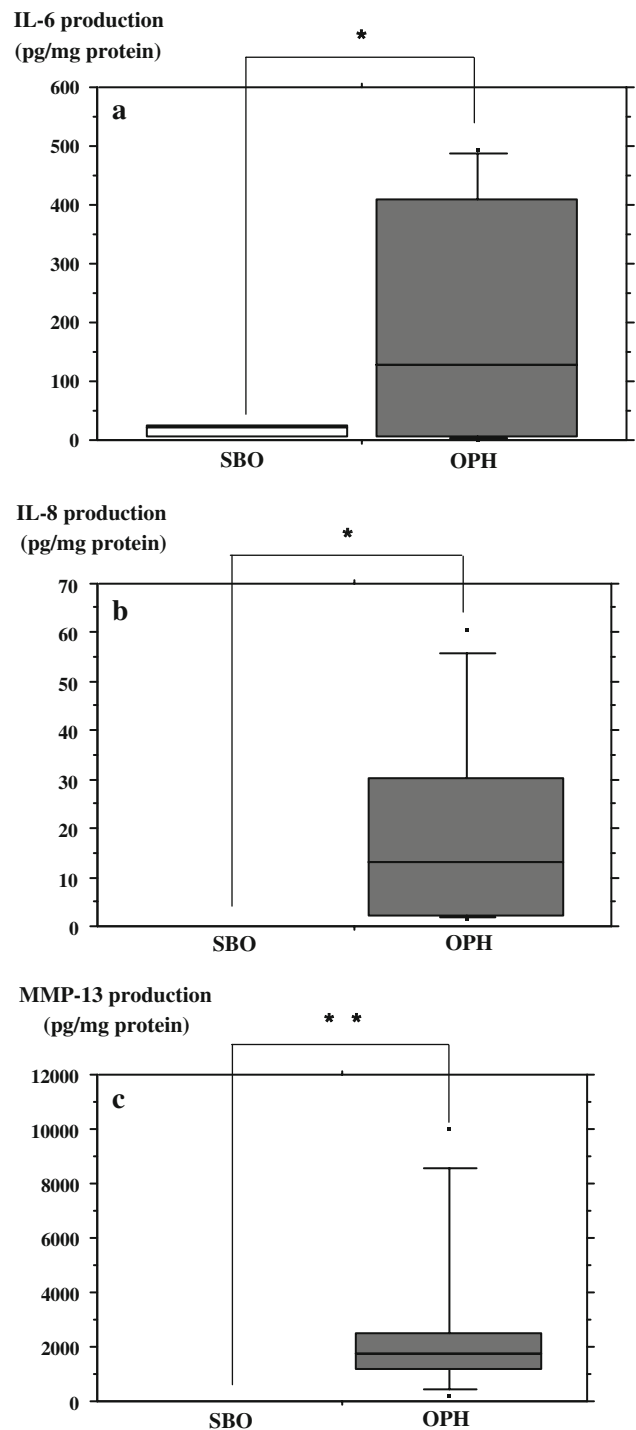 IL-6 production
(pg/mg protein)
*
600
a
500
400
300
200
100
0
SBO OPH
IL-8 production
(pg/mg protein)
*
70
b
60
50
40
30
20
10
0
SBO OPH
MMP-13 production
(pg/mg protein)
* *
12000
c
10000
8000
6000
4000
2000
0
SBO OPH